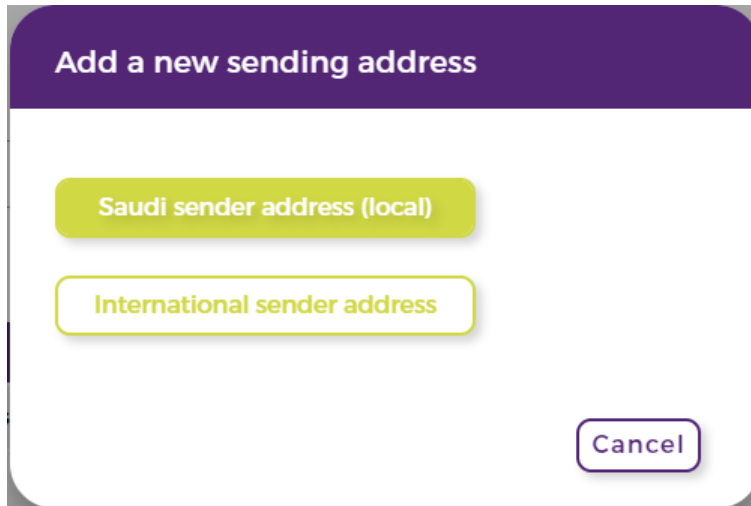 Add a new sending address
Saudi sender address (local)
International sender address
Cancel